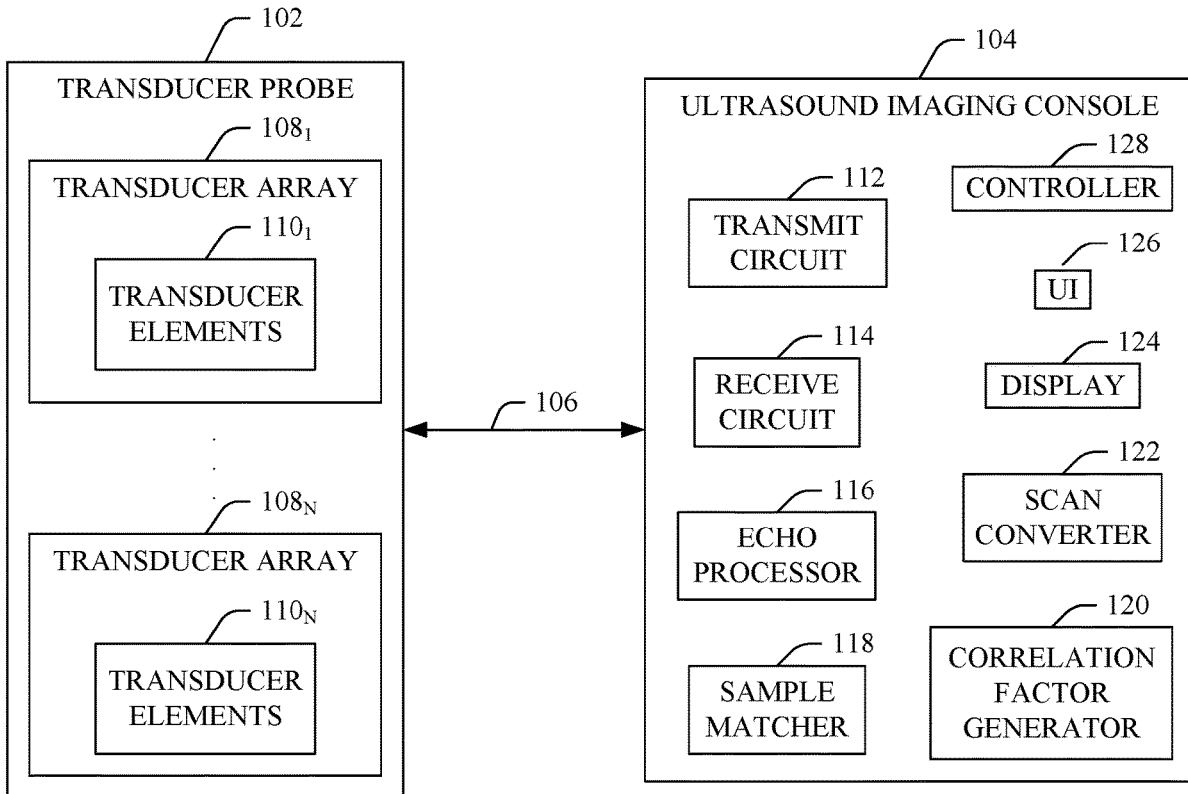 102
TRANSDUCER PROBE
108₁
TRANSDUCER ARRAY
110₁
TRANSDUCER
ELEMENTS
108ₙ
TRANSDUCER ARRAY
110ₙ
TRANSDUCER
ELEMENTS
106
104
ULTRASOUND IMAGING CONSOLE
112
TRANSMIT
CIRCUIT
114
RECEIVE
CIRCUIT
116
ECHO
PROCESSOR
118
SAMPLE
MATCHER
128
CONTROLLER
126
UI
124
DISPLAY
122
SCAN
CONVERTER
120
CORRELATION
FACTOR
GENERATOR